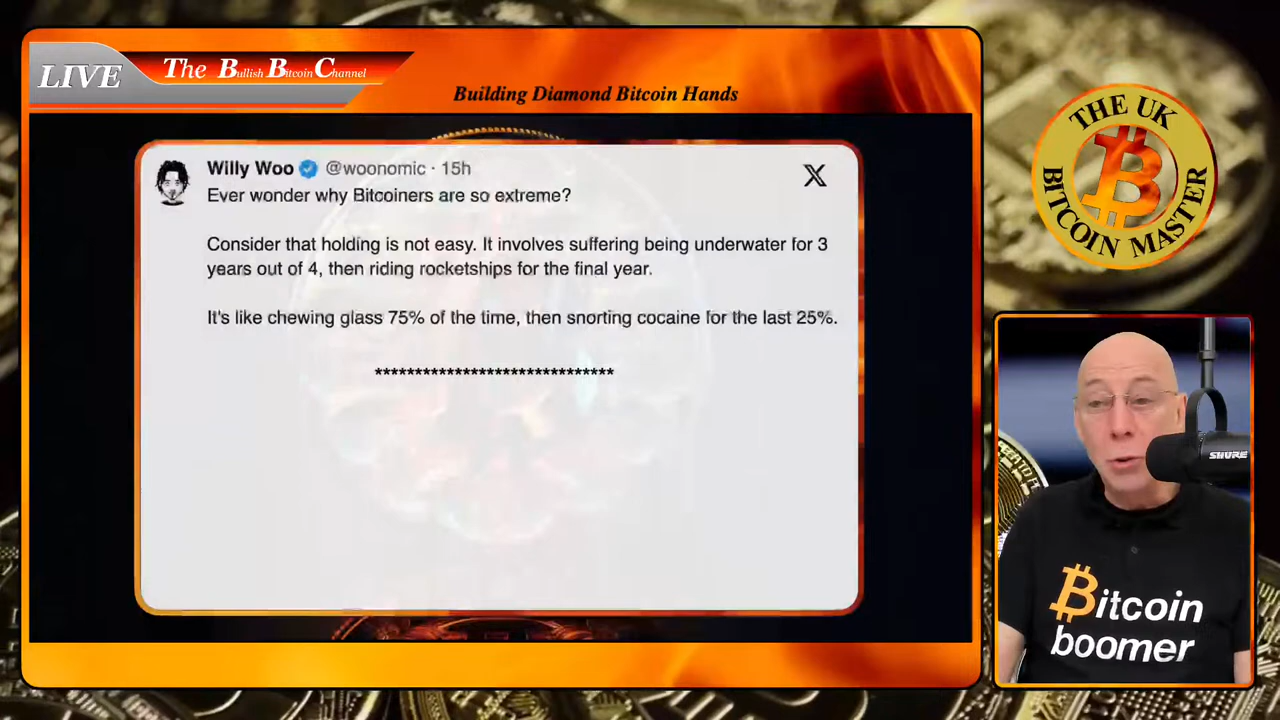 LIVE
The Bullish Bitcoin Channel
Building Diamond Bitcoin Hands
Willy Woo @woonomic · 15h
X
Ever wonder why Bitcoiners are so extreme?
Consider that holding is not easy. It involves suffering being underwater for 3
years out of 4, then riding rocketships for the final year.
It's like chewing glass 75% of the time, then snorting cocaine for the last 25%.
******************************
THE UK
BITCOIN MASTER
SHURE
Bitcoin
boomer